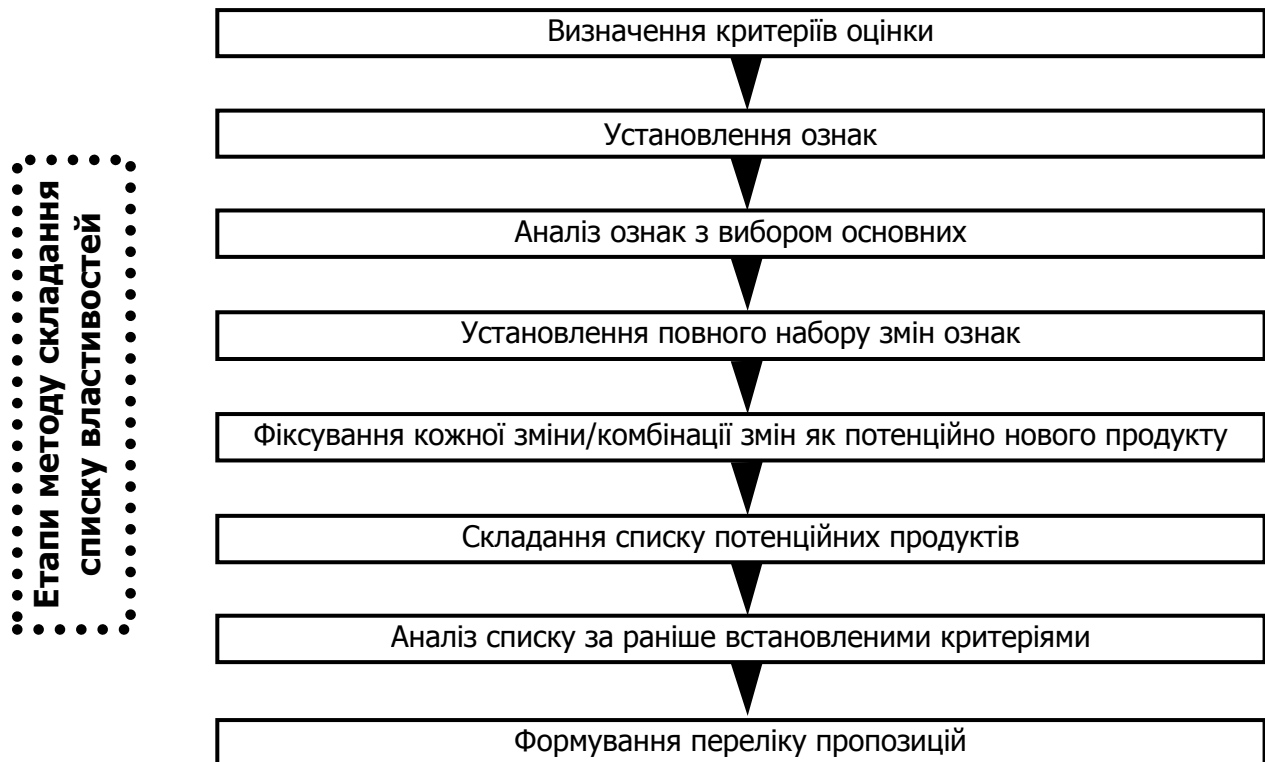 Етапи методу складання
списку властивостей
Визначення критеріїв оцінки
Установлення ознак
Аналіз ознак з вибором основних
Установлення повного набору змін ознак
Фіксування кожної зміни/комбінації змін як потенційно нового продукту
Складання списку потенційних продуктів
Аналіз списку за раніше встановленими критеріями
Формування переліку пропозицій